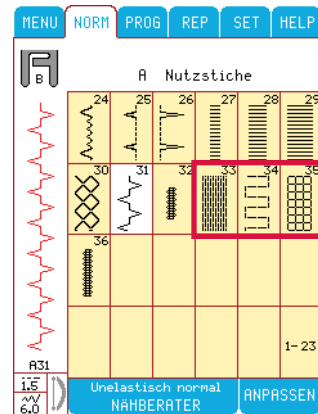 MENU NORM PROG REP SET HELP
B
A Nutzstiche
24 25 26 27 28 29
30 31 32 33 34 35
36
1-23
A31
1.5
6.0
Unelastisch normal
NÄHBERATER
ANPASSEN